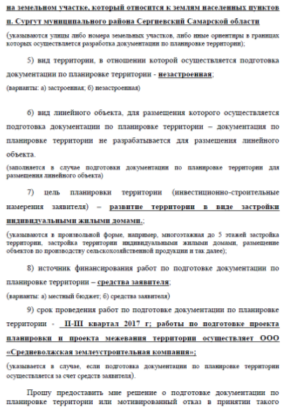 на земельном участке, который относится к землям населенных пунктов
п. Сургут муниципального района Сергиевский Самарской области
(указываются улицы либо номера земельных участков, либо иные ориентиры в границах
которых осуществляется разработка документации по планировке территории);
5) вид территории, в отношении которой осуществляется подготовка
документации по планировке территории - незастроенная;
(варианты: а) застроенная; б) незастроенная)
6) вид линейного объекта, для размещения которого осуществляется
подготовка документации по планировке территории – документация по
планировке территории не разрабатывается для размещения линейного
объекта.
(заполняется в случае подготовки документации по планировке территории для
размещения линейного объекта)
7) цель планировки территории (инвестиционно-строительные
намерения заявителя) – развитие территории в виде застройки
индивидуальными жилыми домами.;
(указываются в произвольной форме, например, многоэтажная до 5 этажей застройка
территории, застройка территории индивидуальными жилыми домами, размещение
объектов по производству сельскохозяйственной продукции и так далее);
8) источник финансирования работ по подготовке документации по
планировке территории – средства заявителя;
(варианты: а) местный бюджет; б) средства заявителя)
9) срок проведения работ по подготовке документации по планировке
территории - II-III квартал 2017 г; работы по подготовке проекта
планировки и проекта межевания территории осуществляет ООО
«Средневолжская землеустроительная компания»;
(указывается в случае, если подготовка документации по планировке территории
осуществляется за счет средств заявителя).
Прошу предоставить мне решение о подготовке документации по
планировке территории или мотивированный отказ в принятии такого